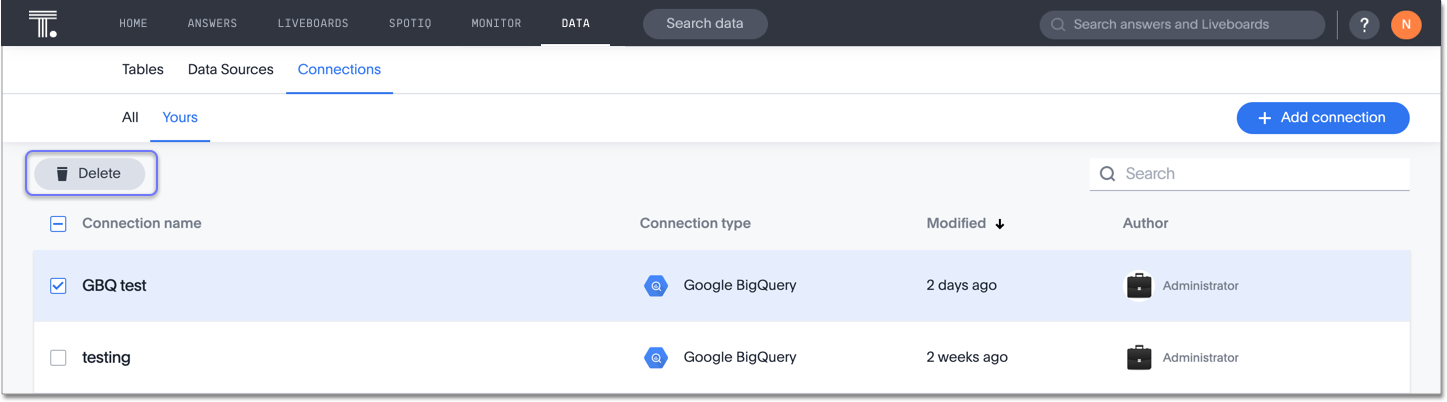 HOME ANSWERS LIVEBOARDS SPOTIQ MONITOR DATA Search data Search answers and Liveboards ? N
Tables Data Sources Connections
All Yours + Add connection
Delete Search
Connection name Connection type Modified Author
GBQ test Google BigQuery 2 days ago Administrator
testing Google BigQuery 2 weeks ago Administrator